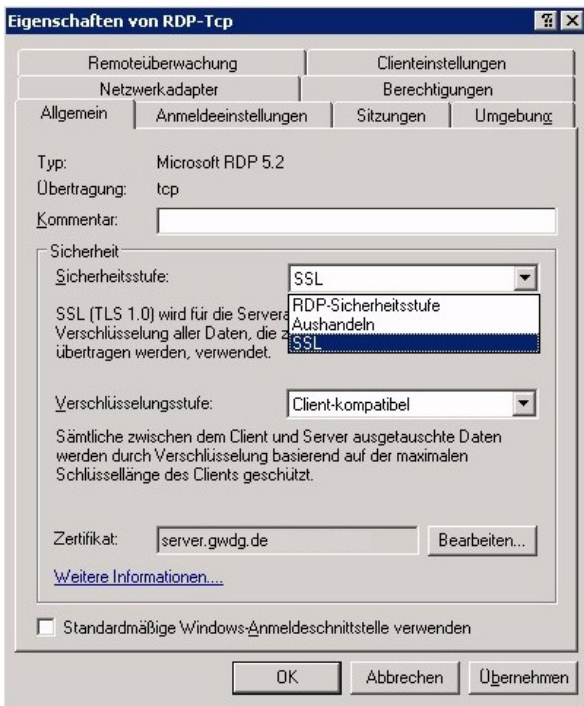 Eigenschaften von RDP-Tcp
Remoteüberwachung
Clienteinstellungen
Netzwerkadapter
Berechtigungen
Allgemein
Anmeldeeinstellungen
Sitzungen
Umgebung
Typ: Microsoft RDP 5.2
Übertragung: tcp
Kommentar:
Sicherheit
Sicherheitsstufe: SSL
RDP-Sicherheitsstufe
Aushandeln
SSL
SSL (TLS 1.0) wird für die
Verschlüsselung aller Daten, die
übertragen werden, verwendet.
Verschlüsselungsstufe: Client-kompatibel
Sämtliche zwischen dem Client und Server ausgetauschte Daten
werden durch Verschlüsselung basierend auf der maximalen
Schlüssellänge des Clients geschützt.
Zertifikat: server.gwdg.de Bearbeiten...
Weitere Informationen....
Standardmäßige Windows-Anmeldeschnittstelle verwenden
OK Abbrechen Übernehmen